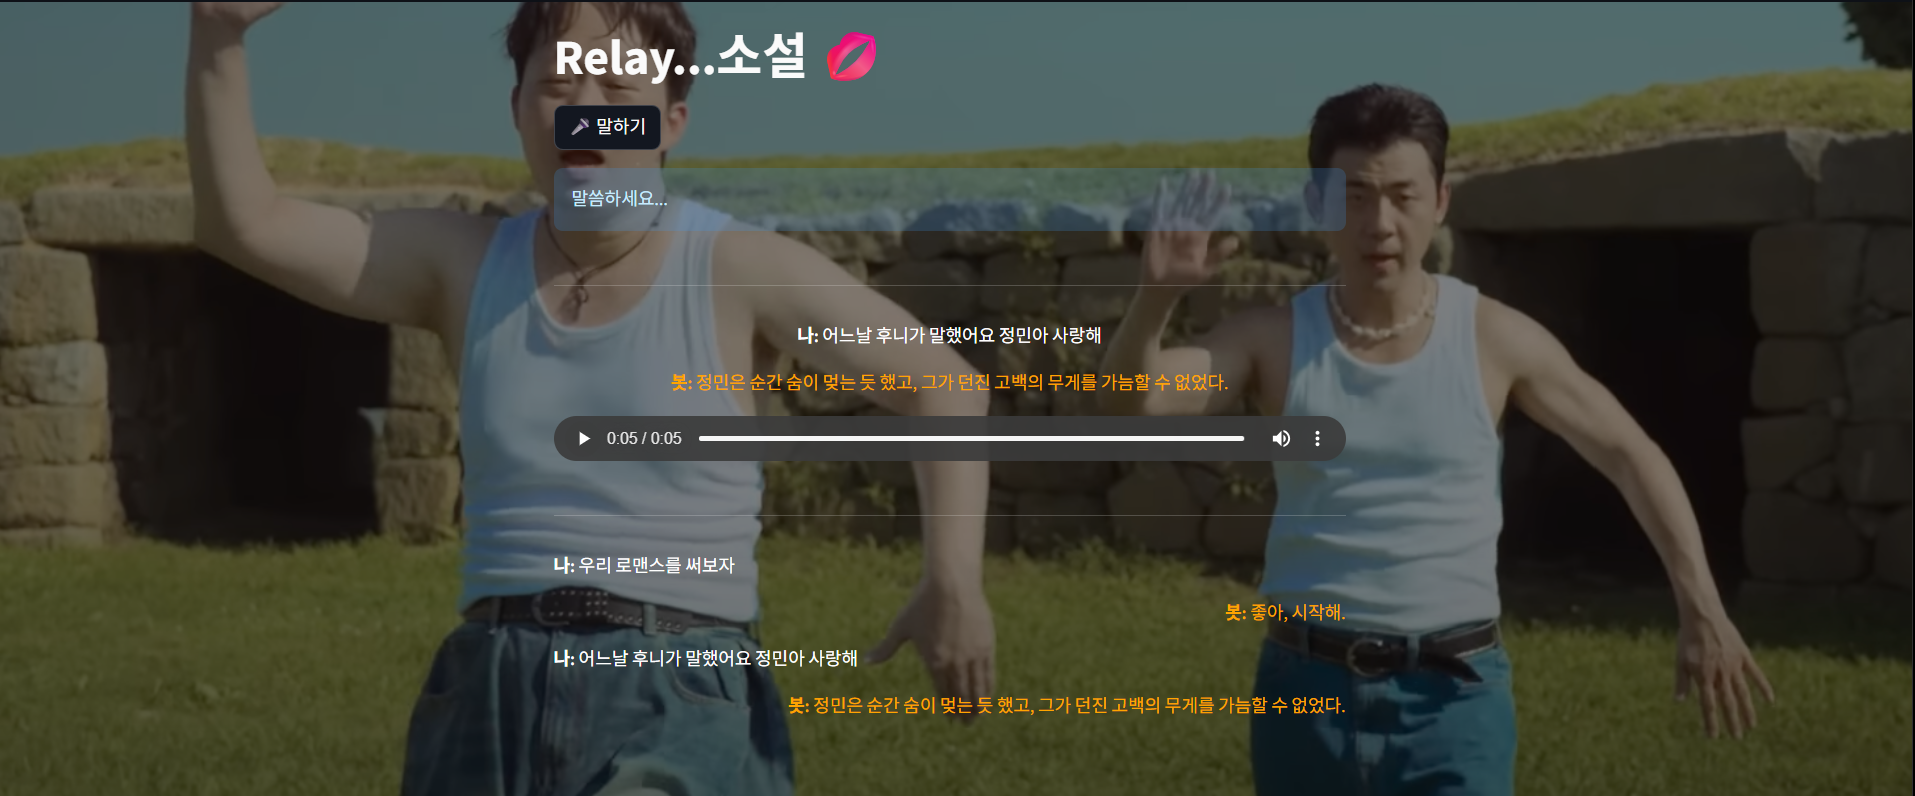 Relay...소설 💋
🎤 말하기
말씀하세요...
나: 어느날 후니가 말했어요 정민아 사랑해
봇: 정민은 순간 숨이 멎는 듯 했고, 그가 던진 고백의 무게를 가늠할 수 없었다.
0:05 / 0:05
나: 우리 로맨스를 써보자
봇: 좋아, 시작해.
나: 어느날 후니가 말했어요 정민아 사랑해
봇: 정민은 순간 숨이 멎는 듯 했고, 그가 던진 고백의 무게를 가늠할 수 없었다.